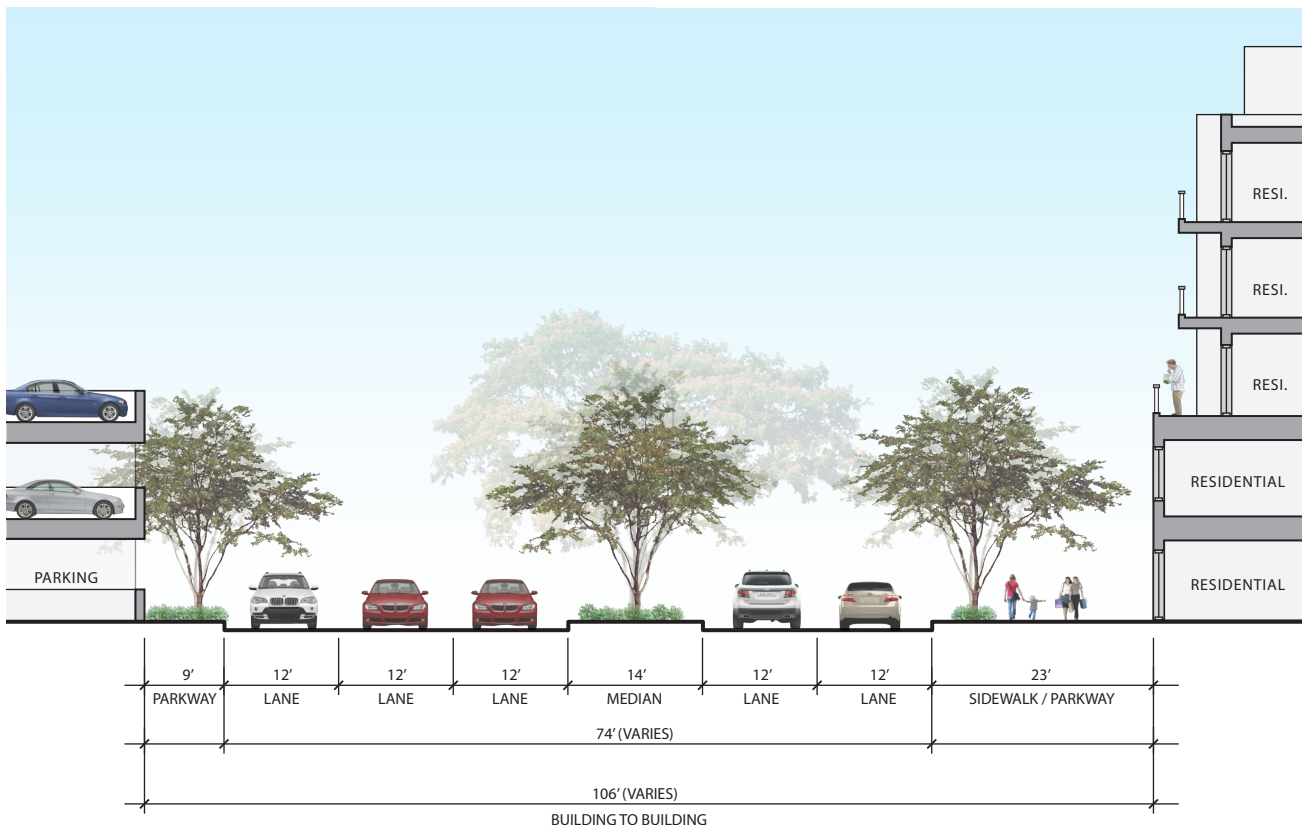 RESI.
RESI.
RESI.
RESIDENTIAL
PARKING
RESIDENTIAL
9’ 12’ 12’ 12’ 14’ 12’ 12’ 23’
PARKWAY LANE LANE LANE MEDIAN LANE LANE SIDEWALK / PARKWAY
74’ (VARIES)
106’ (VARIES)
BUILDING TO BUILDING